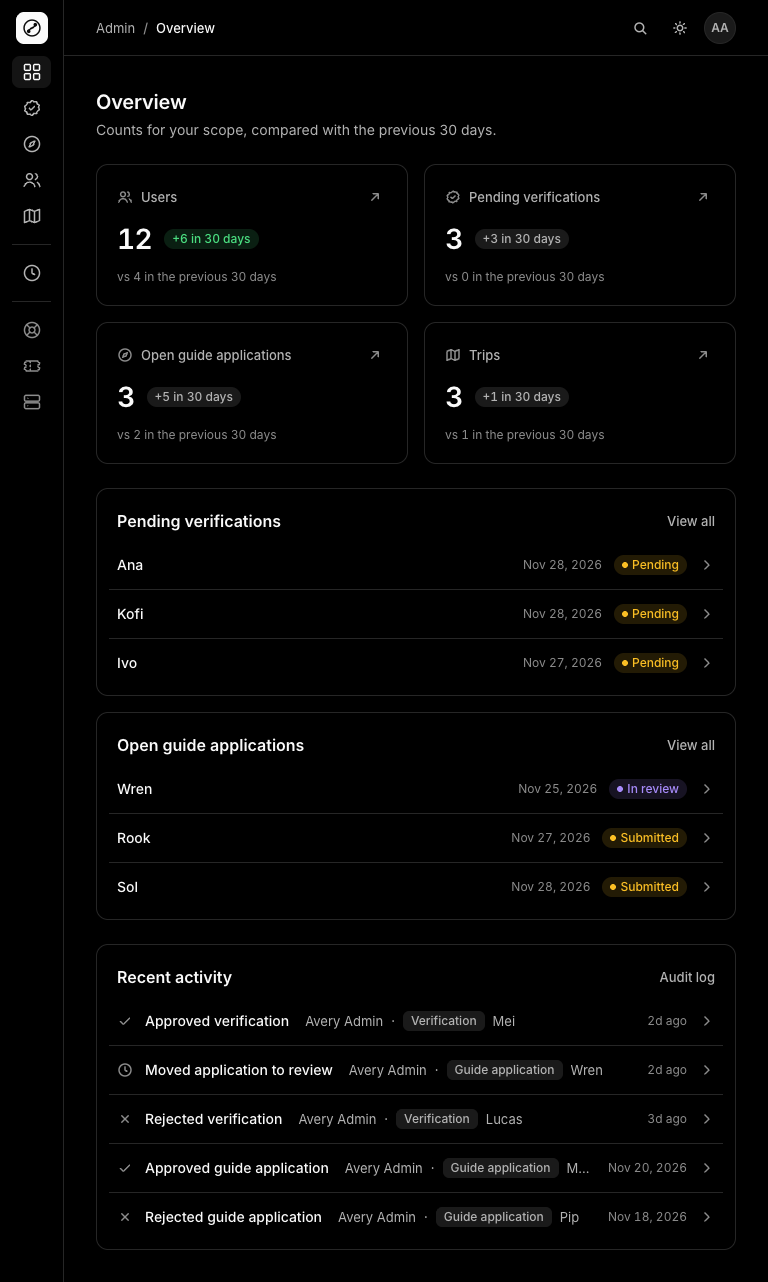 Admin / Overview
AA
Overview
Counts for your scope, compared with the previous 30 days.
Users
12 +6 in 30 days
vs 4 in the previous 30 days
Pending verifications
3 +3 in 30 days
vs 0 in the previous 30 days
Open guide applications
3 +5 in 30 days
vs 2 in the previous 30 days
Trips
3 +1 in 30 days
vs 1 in the previous 30 days
Pending verifications View all
Ana Nov 28, 2026 Pending
Kofi Nov 28, 2026 Pending
Ivo Nov 27, 2026 Pending
Open guide applications View all
Wren Nov 25, 2026 In review
Rook Nov 27, 2026 Submitted
Sol Nov 28, 2026 Submitted
Recent activity Audit log
Approved verification Avery Admin · Verification Mei 2d ago
Moved application to review Avery Admin · Guide application Wren 2d ago
Rejected verification Avery Admin · Verification Lucas 3d ago
Approved guide application Avery Admin · Guide application M... Nov 20, 2026
Rejected guide application Avery Admin · Guide application Pip Nov 18, 2026